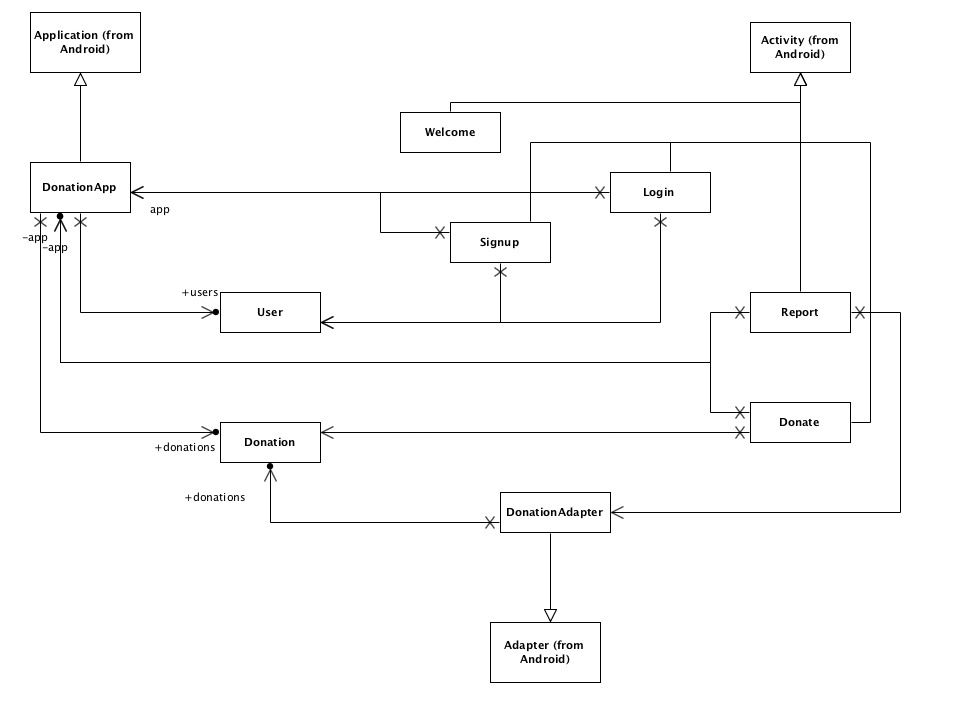 Application (from
Android)
Activity (from
Android)
Welcome
DonationApp
Login
app
Signup
-app
-app
+users
User
Report
Donate
Donation
+donations
+donations
DonationAdapter
Adapter (from
Android)